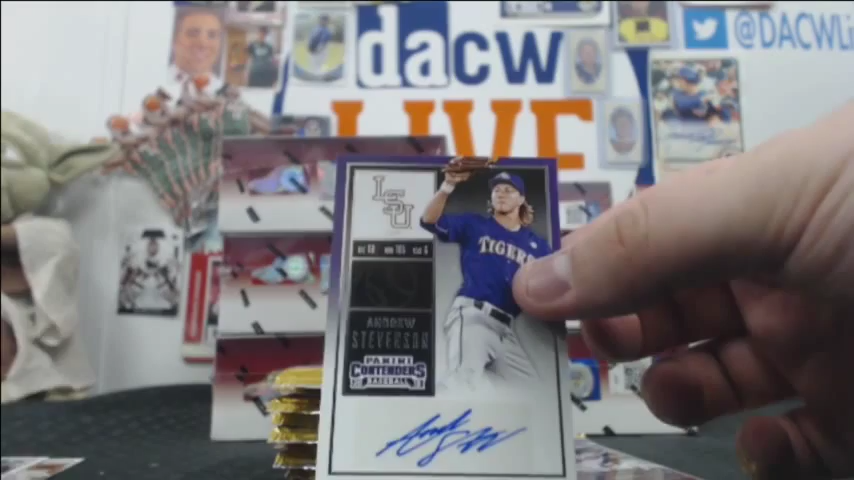 dacw
LIVE
@DACWLi
LSU
TIGERS
ANDREW
STEVENSON
PANINI
CONTENDERS
BASEBALL